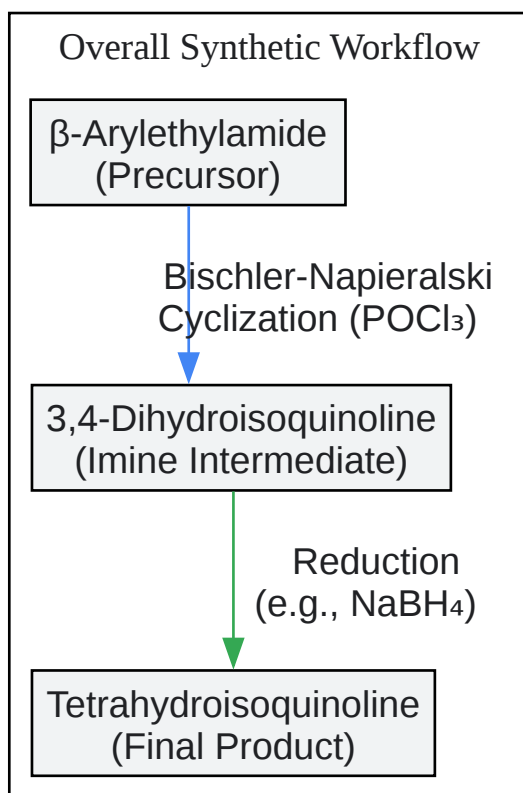 Overall Synthetic Workflow
β-Arylethylamide
(Precursor)
Bischler-Napieralski
Cyclization (POCl₃)
3,4-Dihydroisoquinoline
(Imine Intermediate)
Reduction
(e.g., NaBH₄)
Tetrahydroisoquinoline
(Final Product)